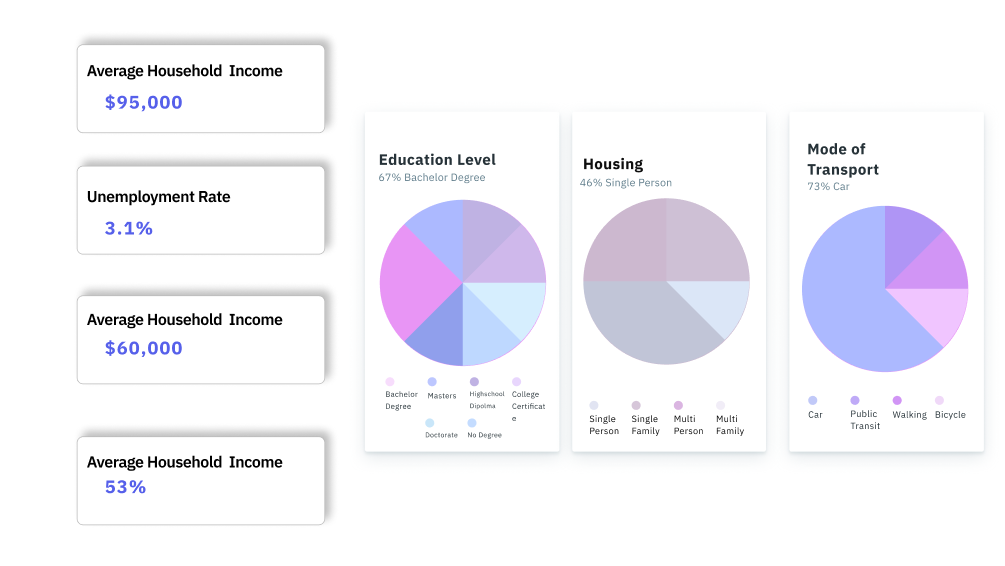 Average Household Income
$95,000
Unemployment Rate
3.1%
Average Household Income
$60,000
Average Household Income
53%
Education Level
67% Bachelor Degree
Bachelor
Degree
Masters
Highschool
Dipolma
College
Certificat
e
Doctorate
No Degree
Housing
46% Single Person
Single
Person
Single
Family
Multi
Person
Multi
Family
Mode of
Transport
73% Car
Car
Public
Transit
Walking
Bicycle